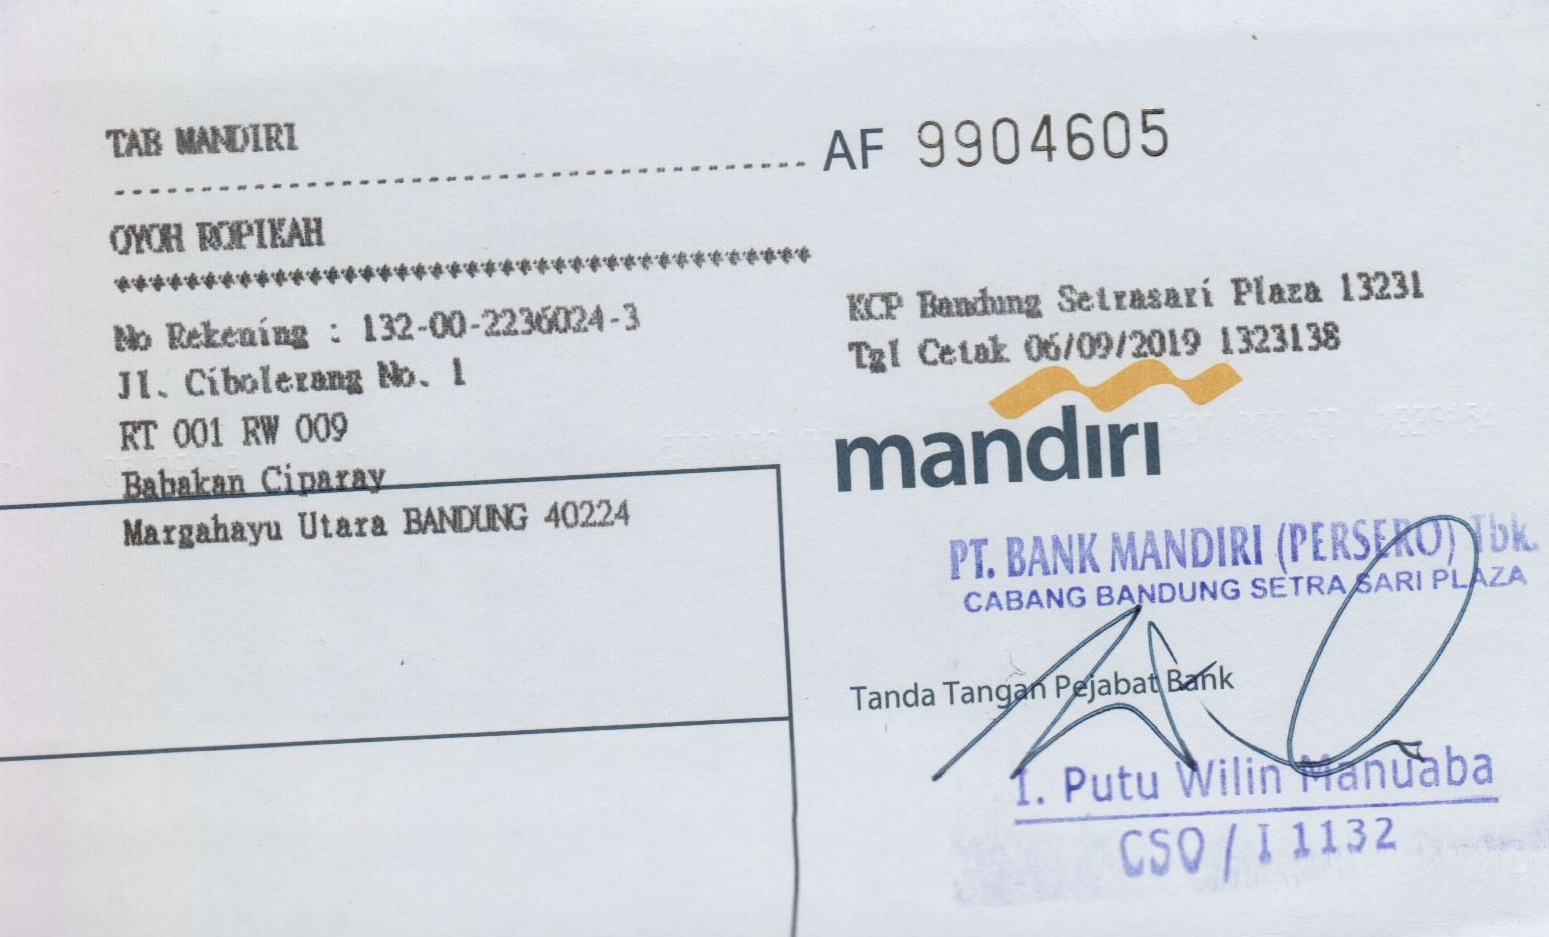 TAB MANDIRI
AF 9904605
OYOH ROPIKAH
****************************************
No Rekening : 132-00-2236024-3
Jl. Cibolerang No. 1
RT 001 RW 009
Babakan Ciparay
Margahayu Utara BANDUNG 40224
KCP Bandung Setrasari Plaza 13231
Tgl Cetak 06/09/2019 1323138
mandiri
PT. BANK MANDIRI (PERSERO) Tbk.
CABANG BANDUNG SETRA SARI PLAZA
Tanda Tangan Pejabat Bank
I. Putu Wilin Manuaba
CSO / I 1132